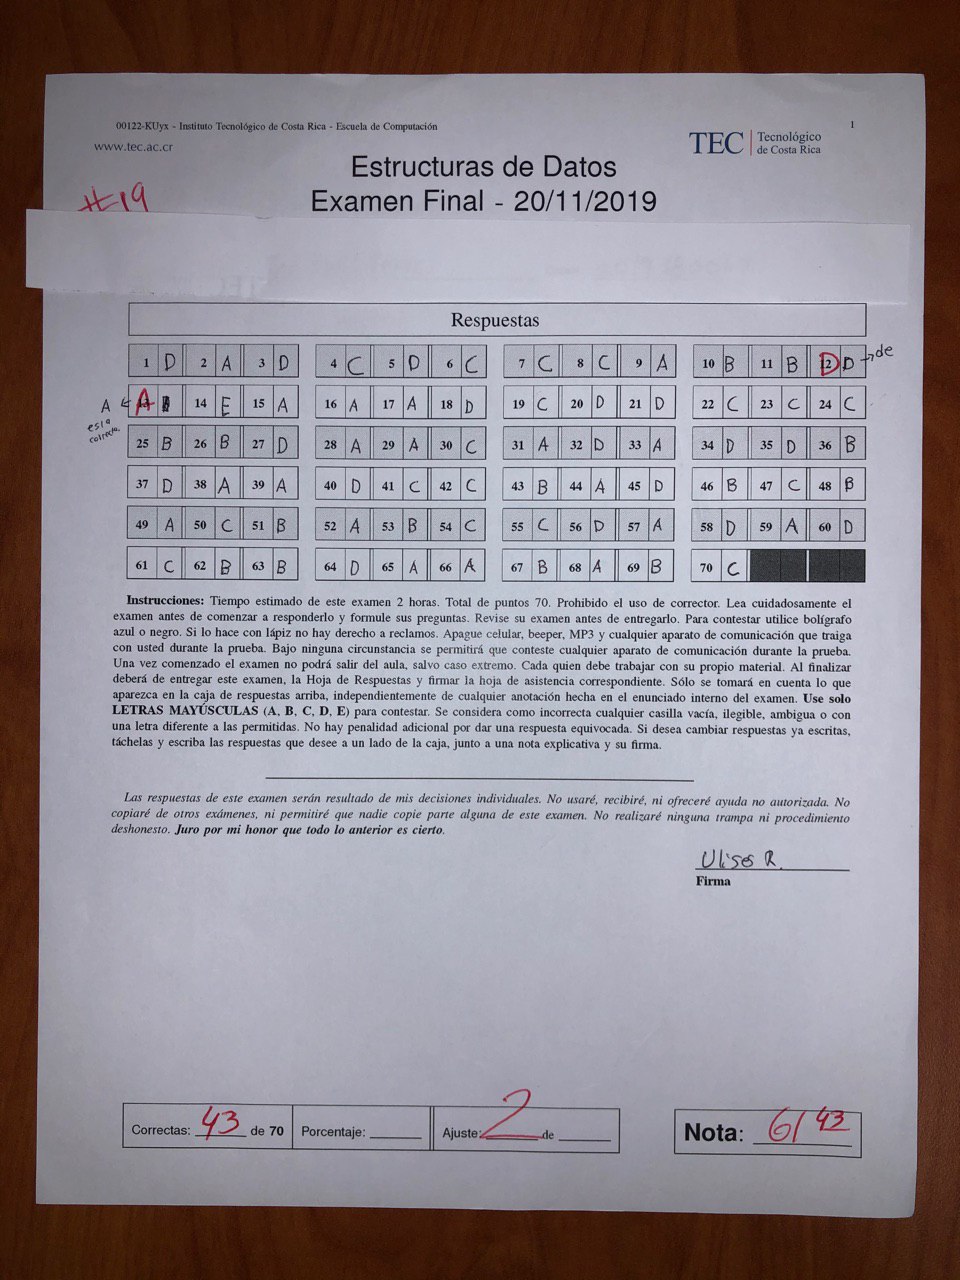 00122-KUyx - Instituto Tecnológico de Costa Rica - Escuela de Computación
1
www.tec.ac.cr
TEC Tecnológico de Costa Rica
Estructuras de Datos
Examen Final - 20/11/2019
#19
Respuestas
1 D 2 A 3 D 4 C 5 D 6 C 7 C 8 C 9 A 10 B 11 B 12 D D → de
A ← 13 A 14 E 15 A 16 A 17 A 18 D 19 C 20 D 21 D 22 C 23 C 24 C
es la correcta.
25 B 26 B 27 D 28 A 29 A 30 C 31 A 32 D 33 A 34 D 35 D 36 B
37 D 38 A 39 A 40 D 41 C 42 C 43 B 44 A 45 D 46 B 47 C 48 B
49 A 50 C 51 B 52 A 53 B 54 C 55 C 56 D 57 A 58 D 59 A 60 D
61 C 62 B 63 B 64 D 65 A 66 A 67 B 68 A 69 B 70 C
Instrucciones: Tiempo estimado de este examen 2 horas. Total de puntos 70. Prohibido el uso de corrector. Lea cuidadosamente el
examen antes de comenzar a responderlo y formule sus preguntas. Revise su examen antes de entregarlo. Para contestar utilice bolígrafo
azul o negro. Si lo hace con lápiz no hay derecho a reclamos. Apague celular, beeper, MP3 y cualquier aparato de comunicación que traiga
con usted durante la prueba. Bajo ninguna circunstancia se permitirá que conteste cualquier aparato de comunicación durante la prueba.
Una vez comenzado el examen no podrá salir del aula, salvo caso extremo. Cada quien debe trabajar con su propio material. Al finalizar
deberá de entregar este examen, la Hoja de Respuestas y firmar la hoja de asistencia correspondiente. Sólo se tomará en cuenta lo que
aparezca en la caja de respuestas arriba, independientemente de cualquier anotación hecha en el enunciado interno del examen. Use solo
LETRAS MAYÚSCULAS (A, B, C, D, E) para contestar. Se considera como incorrecta cualquier casilla vacía, ilegible, ambigua o con
una letra diferente a las permitidas. No hay penalidad adicional por dar una respuesta equivocada. Si desea cambiar respuestas ya escritas,
táchelas y escriba las respuestas que desee a un lado de la caja, junto a una nota explicativa y su firma.
Las respuestas de este examen serán resultado de mis decisiones individuales. No usaré, recibiré, ni ofreceré ayuda no autorizada. No
copiaré de otros exámenes, ni permitiré que nadie copie parte alguna de este examen. No realizaré ninguna trampa ni procedimiento
deshonesto. Juro por mi honor que todo lo anterior es cierto.
Ulises R.
Firma
Correctas: 43 de 70 Porcentaje: Ajuste: 2 de Nota: 61 43